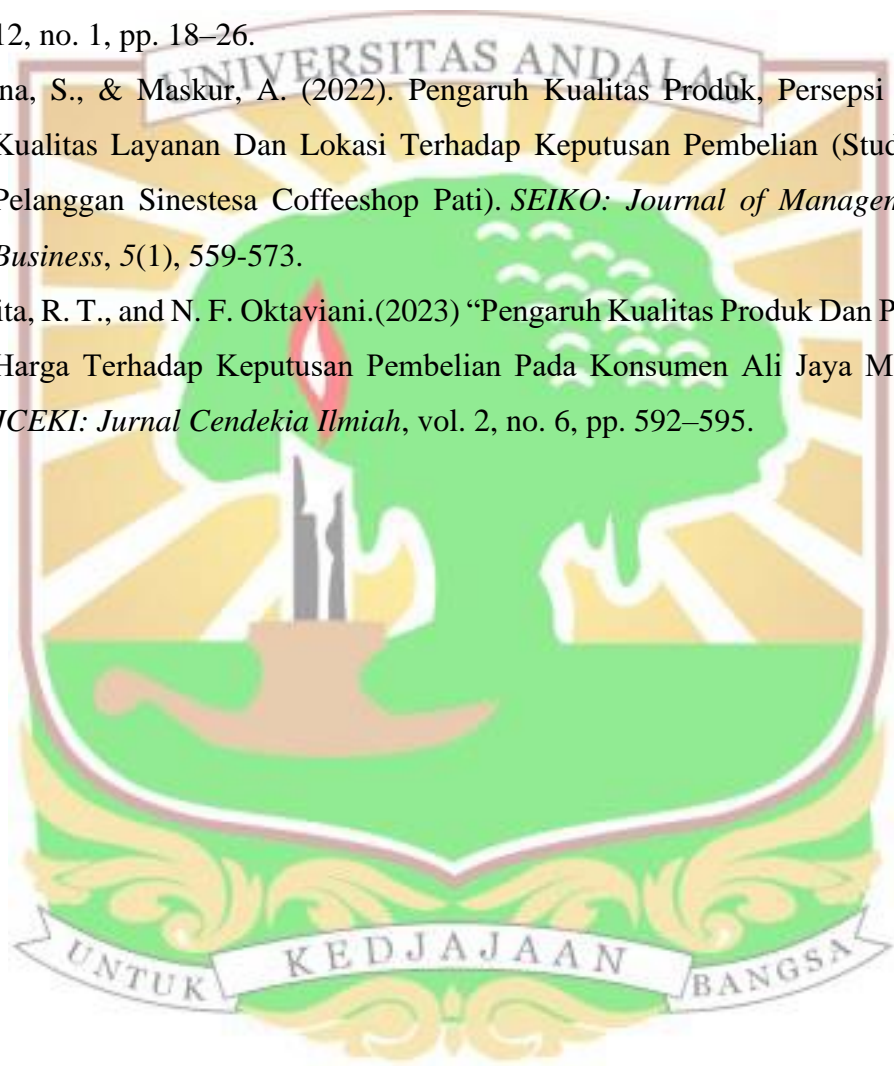 12, no. 1, pp. 18–26.
UNIVERSITAS ANDALAS
na, S., & Maskur, A. (2022). Pengaruh Kualitas Produk, Persepsi
Kualitas Layanan Dan Lokasi Terhadap Keputusan Pembelian (Stud
Pelanggan Sinestesa Coffeeshop Pati). SEIKO: Journal of Manageme
Business, 5(1), 559-573.
ita, R. T., and N. F. Oktaviani.(2023) “Pengaruh Kualitas Produk Dan P
Harga Terhadap Keputusan Pembelian Pada Konsumen Ali Jaya M
JCEKI: Jurnal Cendekia Ilmiah, vol. 2, no. 6, pp. 592–595.
UNTUK KEDJAJAAN BANGSA